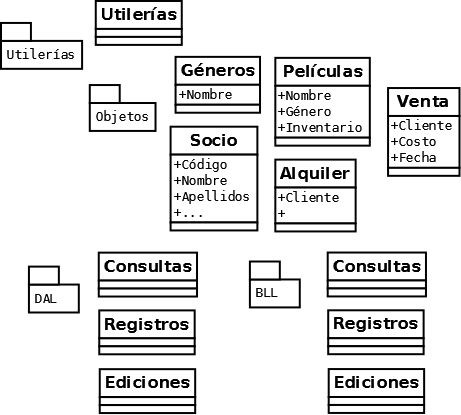 Utilerías
Utilerías
Objetos
Géneros
+Nombre
Películas
+Nombre
+Género
+Inventario
Venta
+Cliente
+Costo
+Fecha
Socio
+Código
+Nombre
+Apellidos
+...
Alquiler
+Cliente
+
DAL
Consultas
Registros
Ediciones
BLL
Consultas
Registros
Ediciones